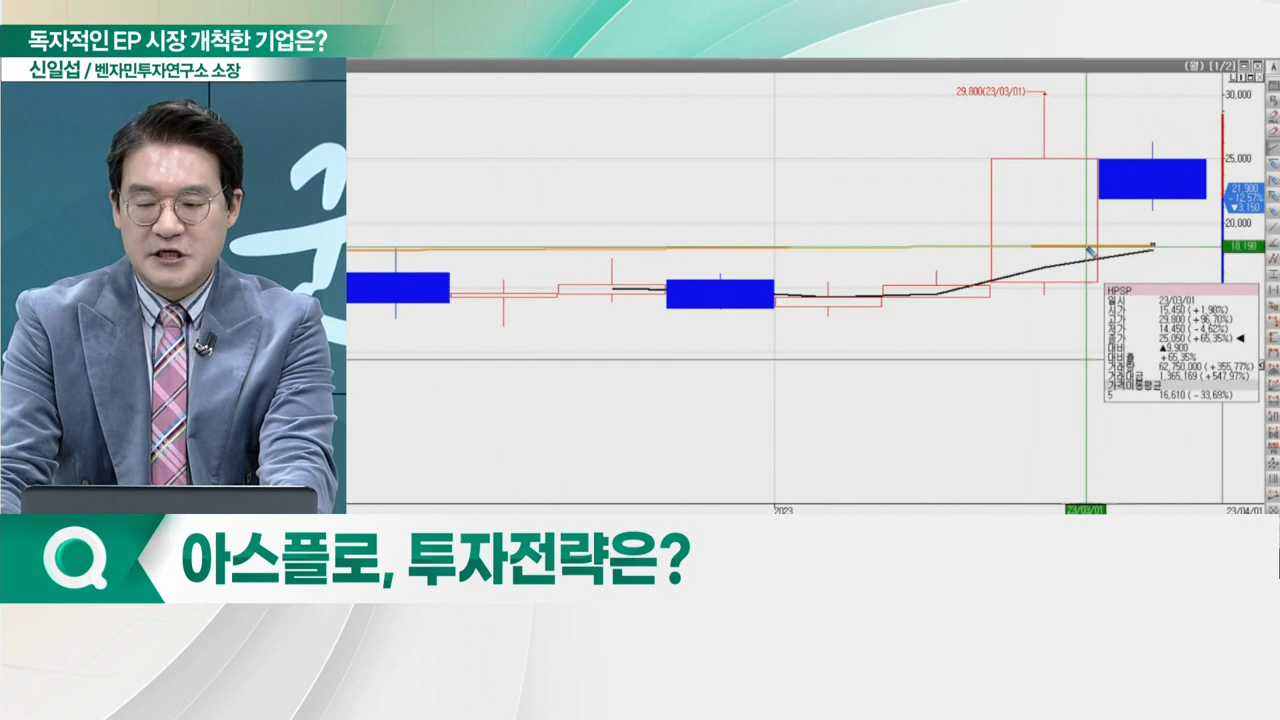 독자적인 EP 시장 개척한 기업은?
신일섭 / 벤자민투자연구소 소장
(월) [1/2]
29,800(23/03/01)
30,000
25,000
21,900
-12,57%
▼3,150
20,000
18,190
HPSP
일시 23/03/01
시가 15,450 (+1,98%)
고가 29,800 (+96,70%)
저가 14,450 (-4,62%)
종가 25,050 (+65,35%) ◀
대비 ▲9,900
대비율 +65,35%
거래량 62,750,000 (+355,77%)
거래대금 1,365,169 (+547,97%)
가격이동평균
5 16,610 (-33,69%)
2023
23/03/01
23/04/01
아스플로, 투자전략은?